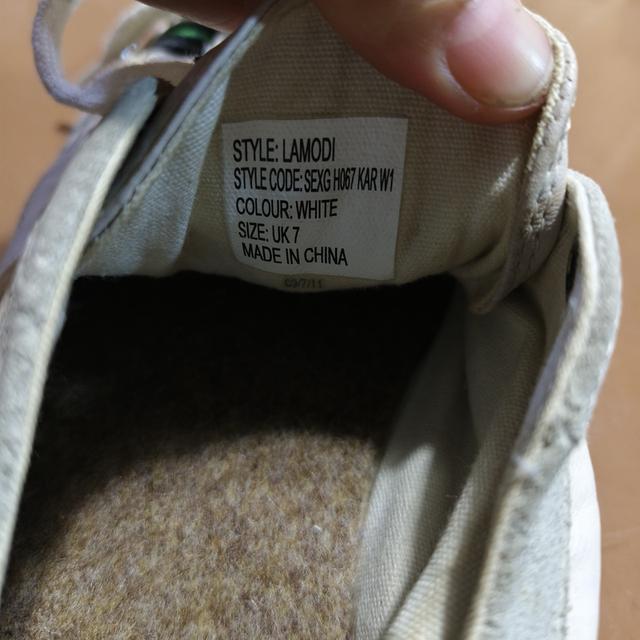 STYLE: LAMODI
STYLE CODE: SEXG H067 KAR W1
COLOUR: WHITE
SIZE: UK 7
MADE IN CHINA